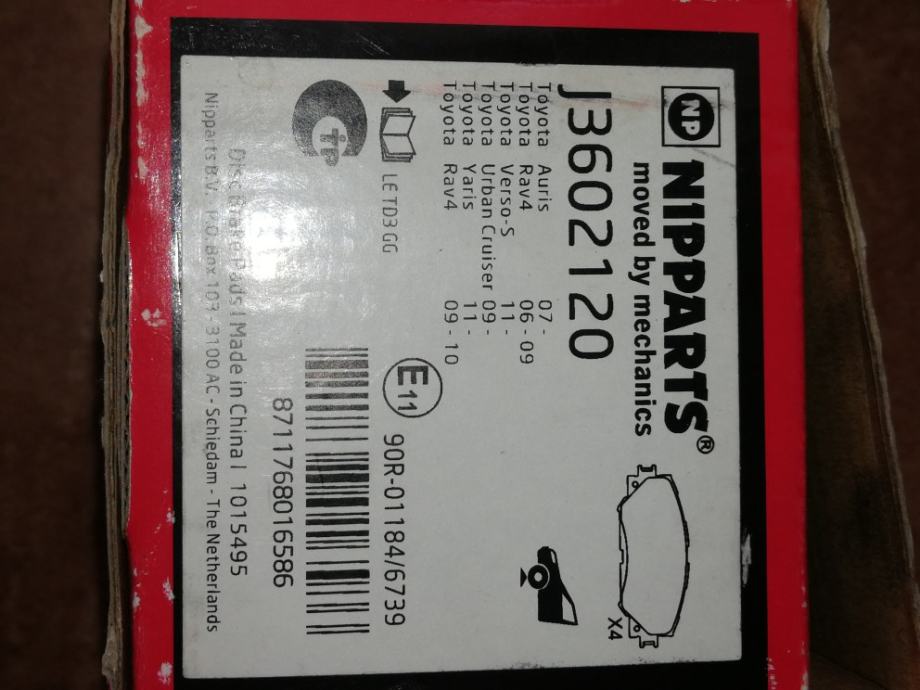 NP NIPPARTS®
moved by mechanics
J3602120
Toyota Auris 07 -
Toyota Rav4 06 - 09
Toyota Verso-S 11 -
Toyota Urban Cruiser 09 -
Toyota Yaris 11 -
Toyota Rav4 09 - 10
X4
LE TD3 GG
E11 90R-01184/6739
8711768016586
Disc Brake Pads | Made in China | 1015495
Nipparts B.V. - P.O. Box 107 - 3100 AC - Schiedam - The Netherlands